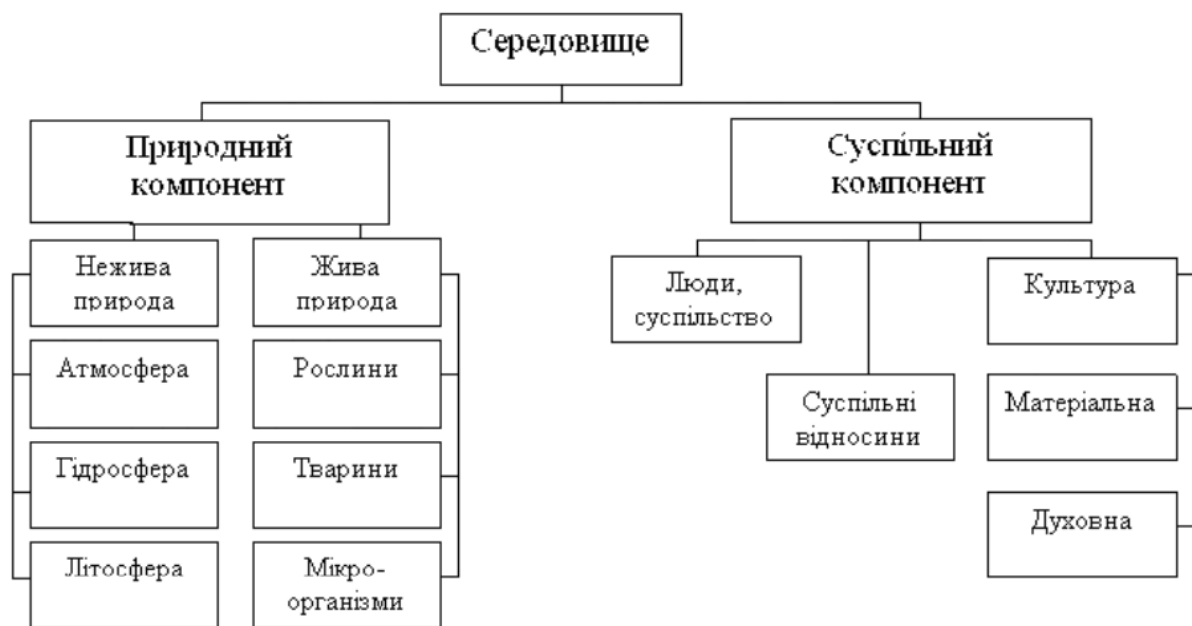 Середовище
Природний
компонент
Суспільний
компонент
Нежива
природа
Жива
природа
Люди,
суспільство
Культура
Атмосфера
Рослини
Суспільні
відносини
Матеріальна
Гідросфера
Тварини
Духовна
Літосфера
Мікро-
організми